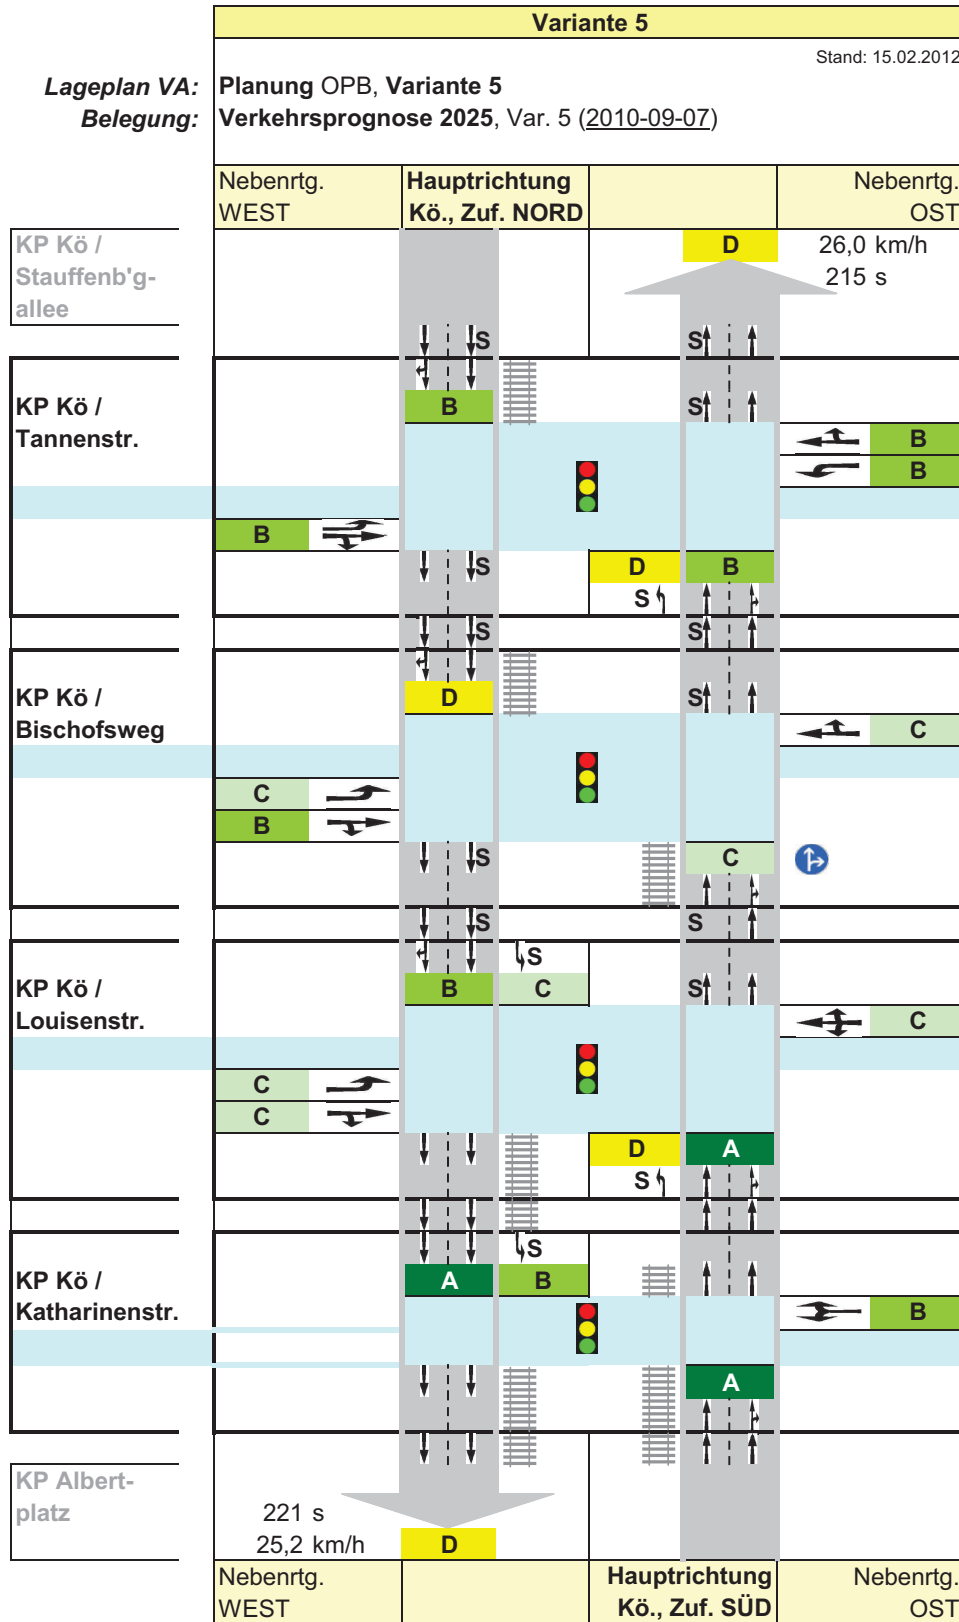 Variante 5
Stand: 15.02.2012
Lageplan VA: Planung OPB, Variante 5
Belegung: Verkehrsprognose 2025, Var. 5 (2010-09-07)
Nebenrtg. Hauptrichtung Nebenrtg.
WEST Kö., Zuf. NORD OST
KP Kö / D 26,0 km/h
Stauffenb'g- 215 s
allee
S S
KP Kö / B S
Tannenstr. B
B
B
S D B
S
S S
KP Kö / D S
Bischofsweg C
C
B
S C
S S
S
KP Kö / B C S
Louisenstr. C
C
C
D A
S
S
KP Kö / A B
Katharinenstr. B
A
KP Albert-
platz 221 s
25,2 km/h D
Nebenrtg. Hauptrichtung Nebenrtg.
WEST Kö., Zuf. SÜD OST